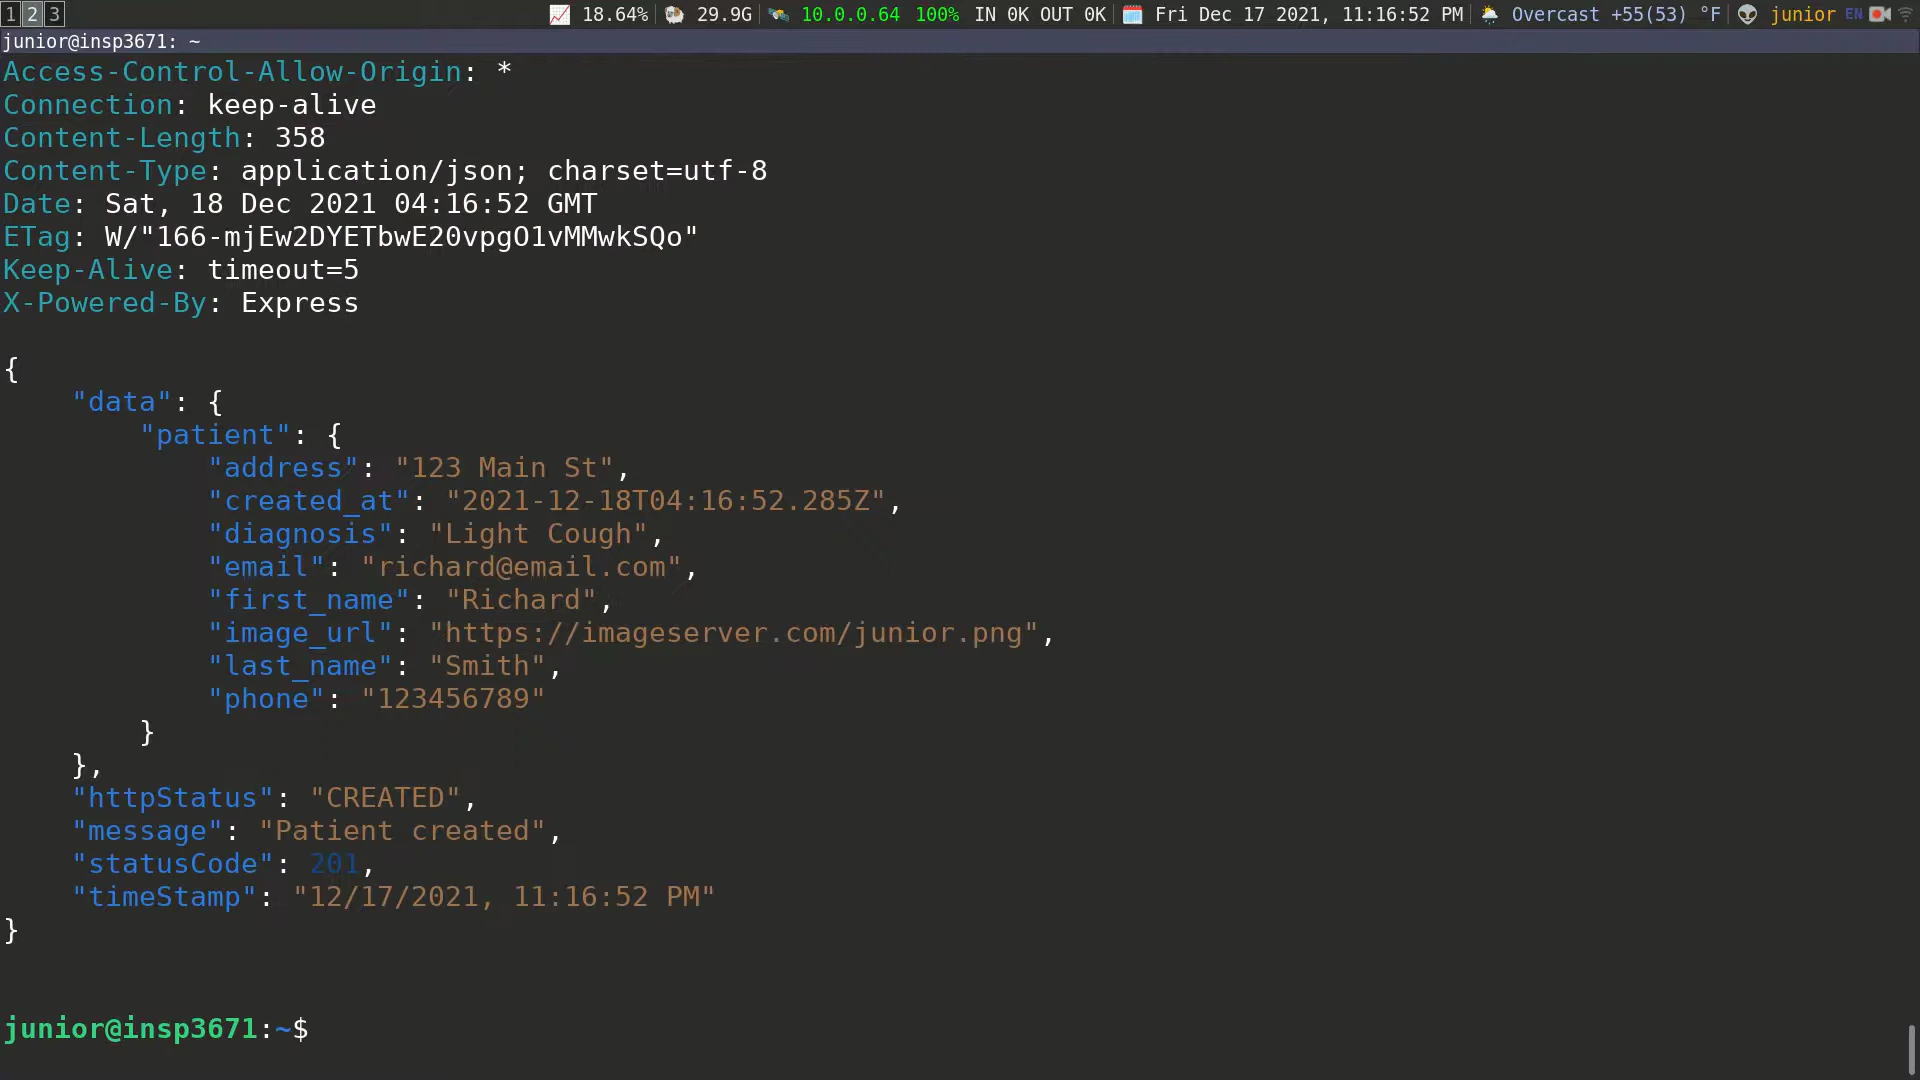 1 2 3 18.64% 29.9G 10.0.0.64 100% IN 0K OUT 0K Fri Dec 17 2021, 11:16:52 PM Overcast +55(53) °F junior EN
junior@insp3671: ~
Access-Control-Allow-Origin: *
Connection: keep-alive
Content-Length: 358
Content-Type: application/json; charset=utf-8
Date: Sat, 18 Dec 2021 04:16:52 GMT
ETag: W/"166-mjEw2DYETbwE20vpgO1vMMwkSQo"
Keep-Alive: timeout=5
X-Powered-By: Express
{
"data": {
"patient": {
"address": "123 Main St",
"created_at": "2021-12-18T04:16:52.285Z",
"diagnosis": "Light Cough",
"email": "richard@email.com",
"first_name": "Richard",
"image_url": "https://imageserver.com/junior.png",
"last_name": "Smith",
"phone": "123456789"
}
},
"httpStatus": "CREATED",
"message": "Patient created",
"statusCode": 201,
"timeStamp": "12/17/2021, 11:16:52 PM"
}
junior@insp3671:~$